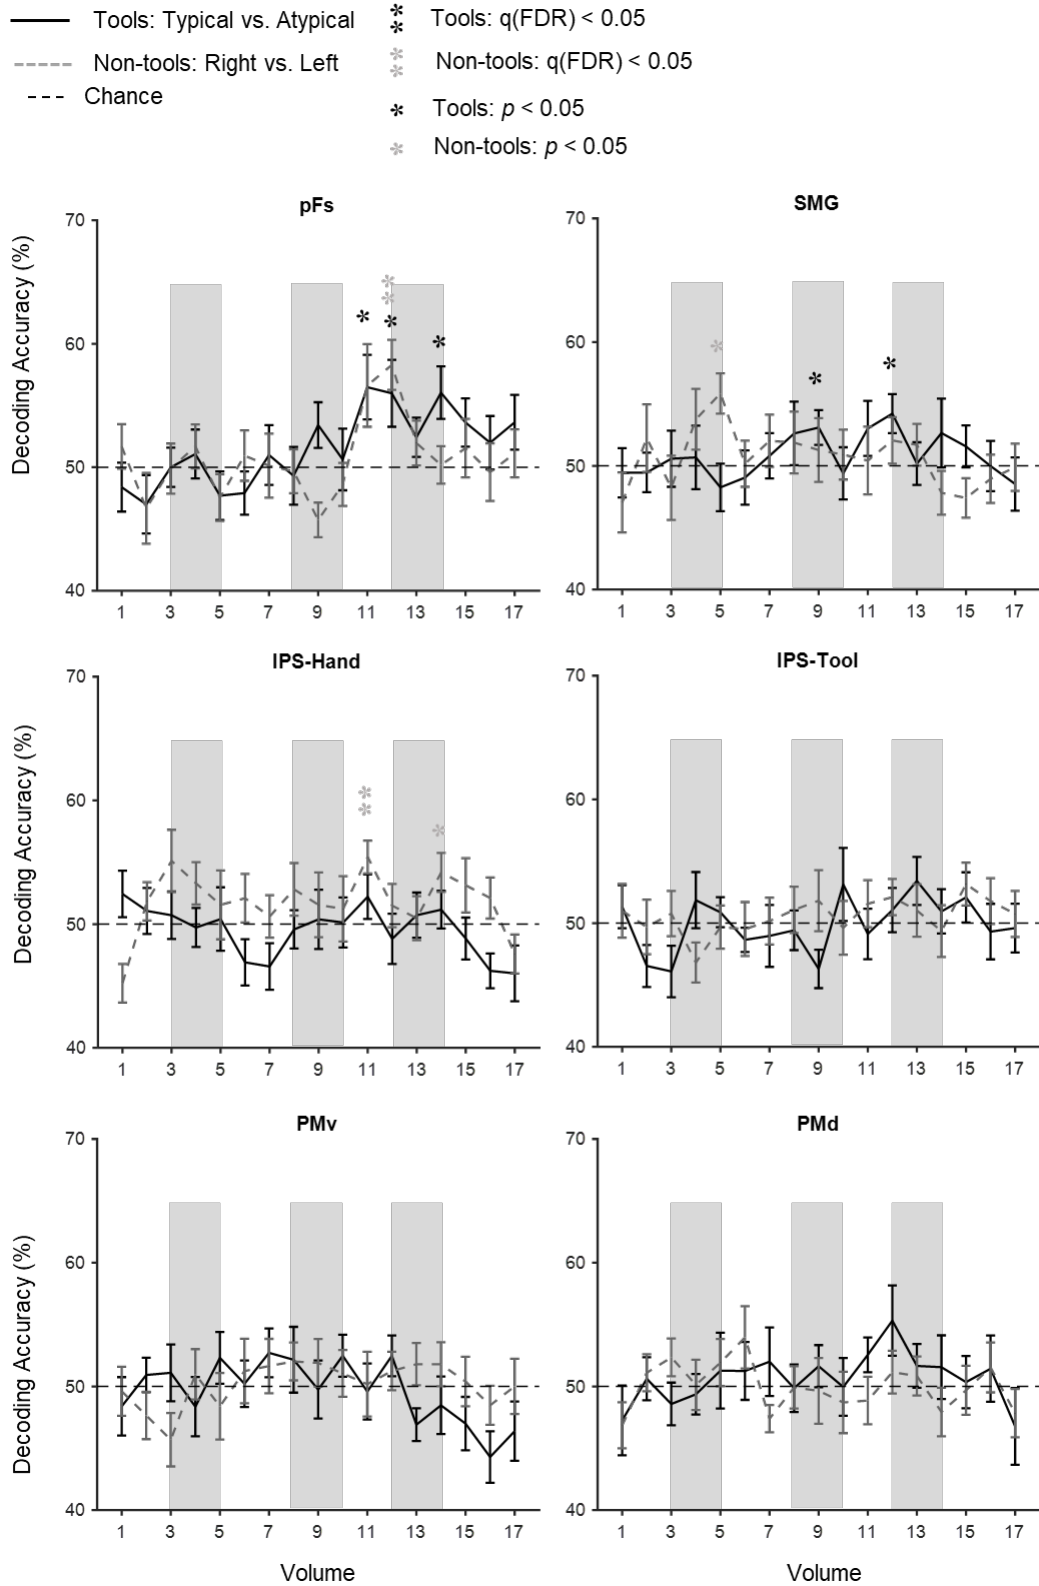 Tools: Typical vs. Atypical
Non-tools: Right vs. Left
Chance
* * Tools: q(FDR) < 0.05
* * Non-tools: q(FDR) < 0.05
* Tools: p < 0.05
* Non-tools: p < 0.05
pFs
Decoding Accuracy (%)
70
60
50
40
* * * * *
1 3 5 7 9 11 13 15 17
SMG
70
60
50
40
* * *
1 3 5 7 9 11 13 15 17
IPS-Hand
Decoding Accuracy (%)
70
60
50
40
* * *
1 3 5 7 9 11 13 15 17
IPS-Tool
70
60
50
40
1 3 5 7 9 11 13 15 17
PMv
Decoding Accuracy (%)
70
60
50
40
1 3 5 7 9 11 13 15 17
Volume
PMd
70
60
50
40
1 3 5 7 9 11 13 15 17
Volume